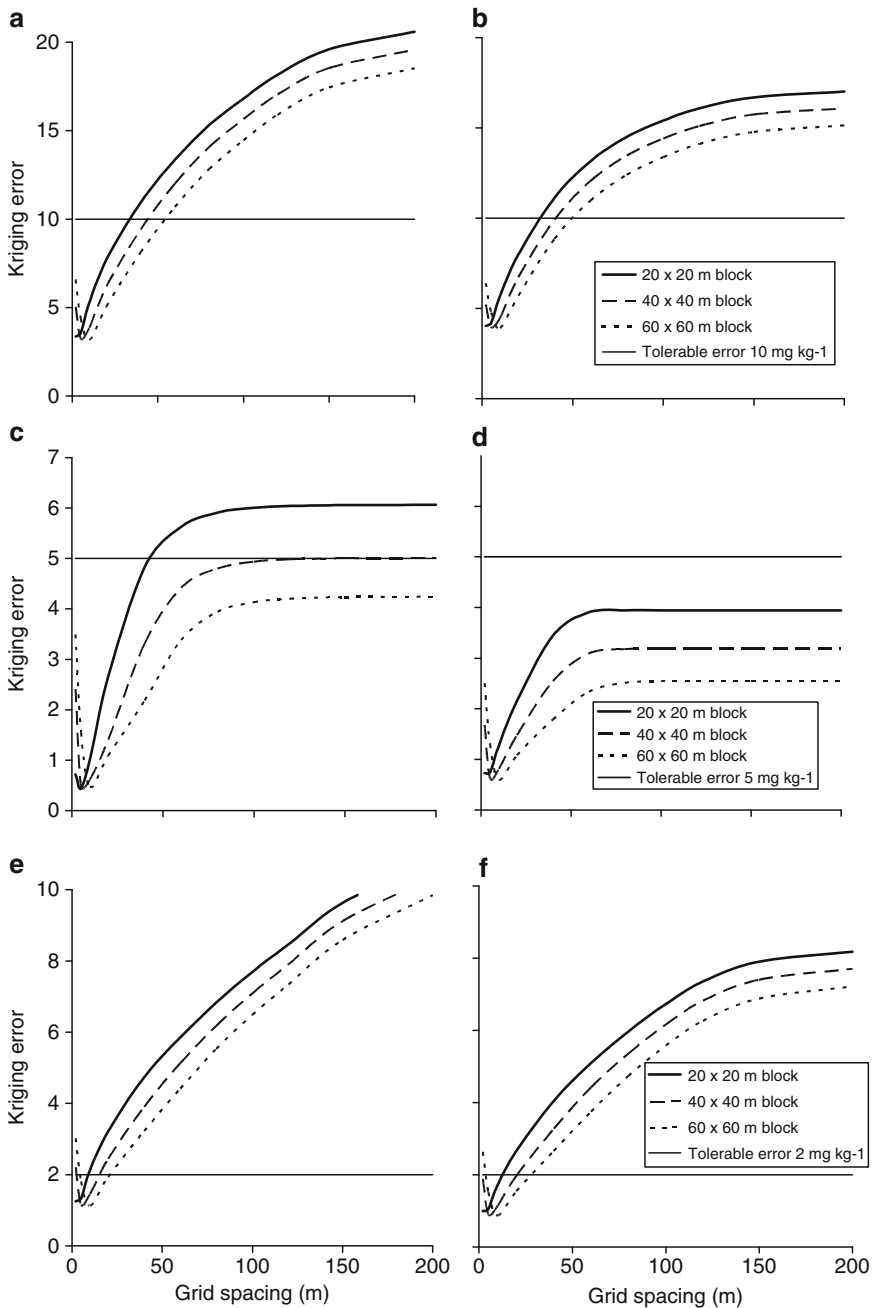 a
b
20
15
10
5
0
Kriging error
20 x 20 m block
40 x 40 m block
60 x 60 m block
Tolerable error 10 mg kg-1
c
d
7
6
5
4
3
2
1
0
Kriging error
20 x 20 m block
40 x 40 m block
60 x 60 m block
Tolerable error 5 mg kg-1
e
f
10
8
6
4
2
0
Kriging error
20 x 20 m block
40 x 40 m block
60 x 60 m block
Tolerable error 2 mg kg-1
0 50 100 150 200
Grid spacing (m)
0 50 100 150 200
Grid spacing (m)